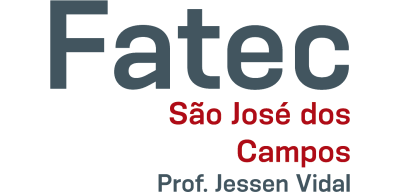 Fatec
São José dos
Campos
Prof. Jessen Vidal